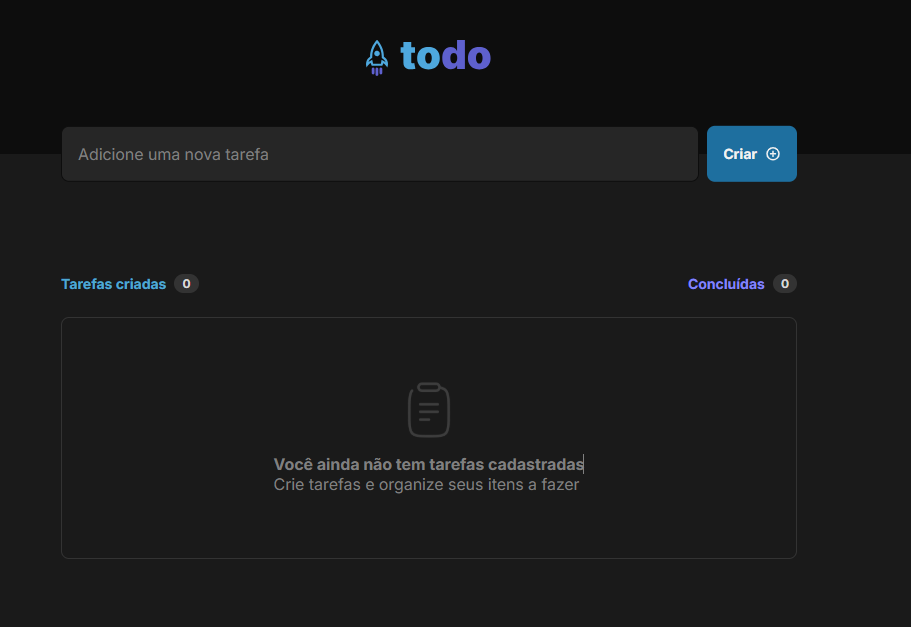 todo
Adicione uma nova tarefa
Criar
Tarefas criadas 0
Concluídas 0
Você ainda não tem tarefas cadastradas
Crie tarefas e organize seus itens a fazer